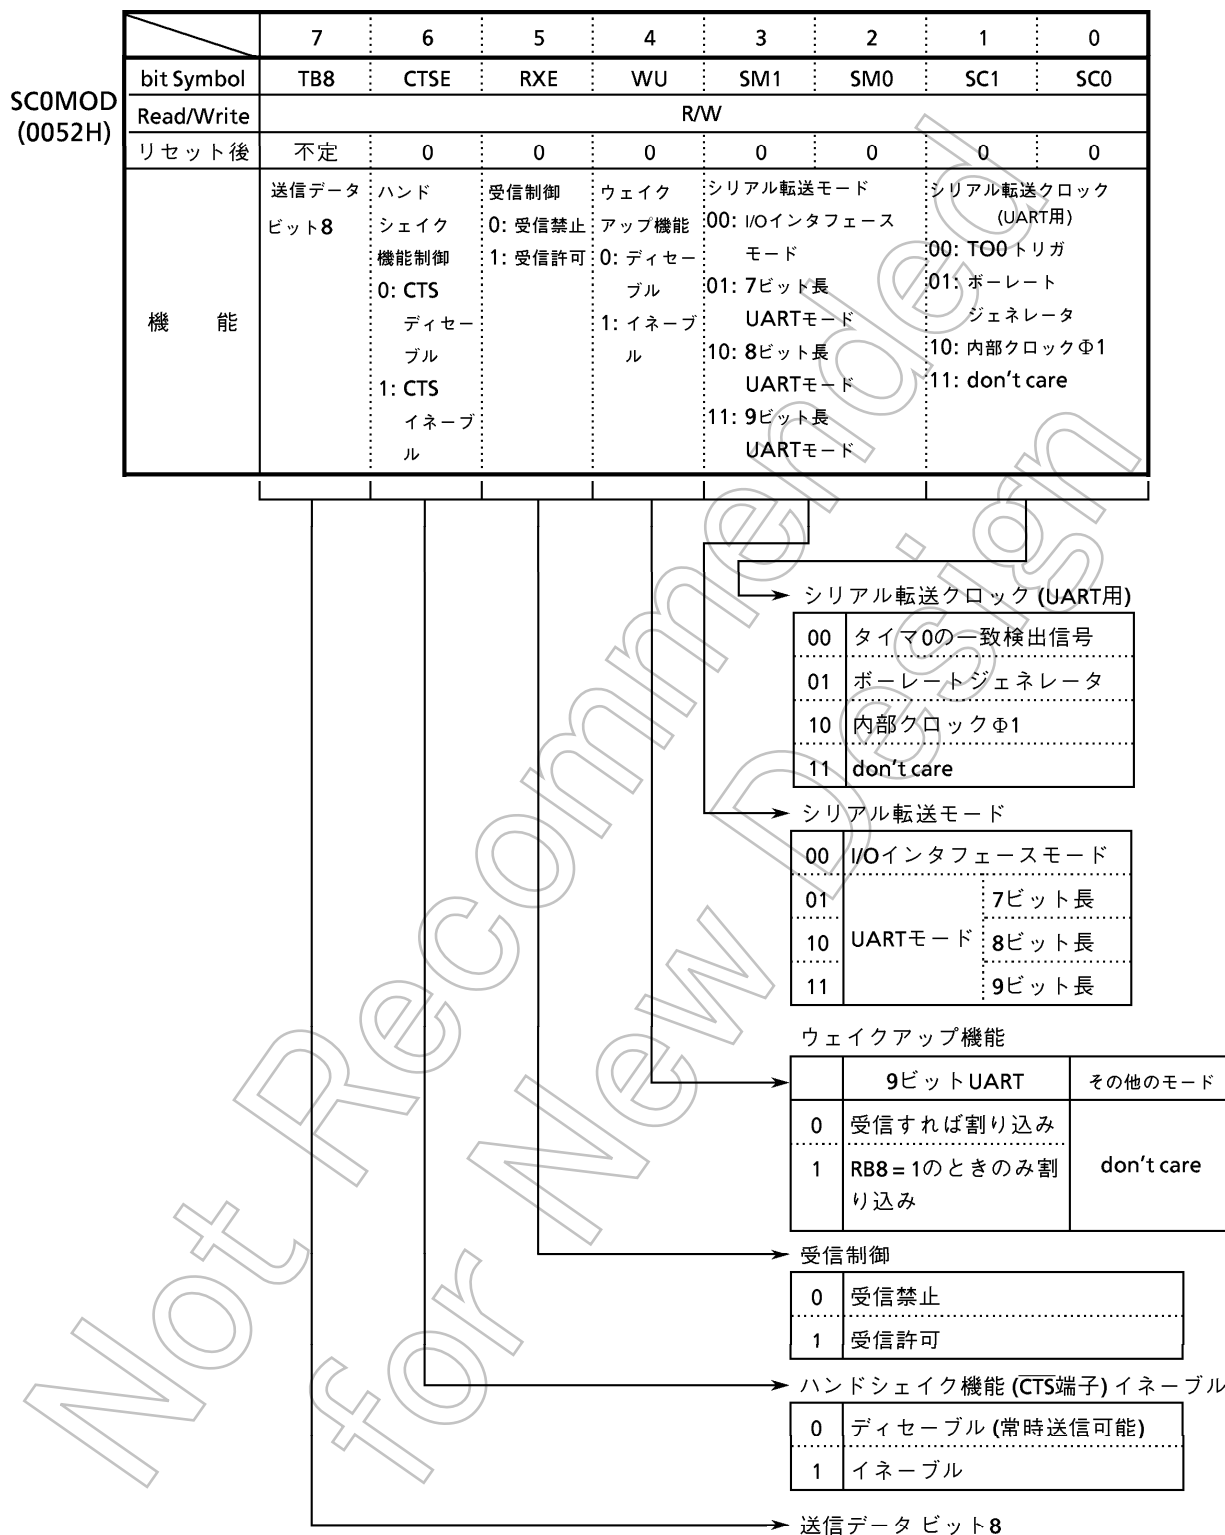 7 6 5 4 3 2 1 0
bit Symbol TB8 CTSE RXE WU SM1 SM0 SC1 SC0
SC0MOD
(0052H)
Read/Write R/W
リセット後 不定 0 0 0 0 0 0 0
機 能
送信データ
ビット8
ハンド
シェイク
機能制御
0: CTS
ディセー
ブル
1: CTS
イネーブ
ル
受信制御
0: 受信禁止
1: 受信許可
ウェイク
アップ機能
0: ディセー
ブル
1: イネーブ
ル
シリアル転送モード
00: I/Oインタフェース
モード
01: 7ビット長
UARTモード
10: 8ビット長
UARTモード
11: 9ビット長
UARTモード
シリアル転送クロック
(UART用)
00: TO0トリガ
01: ボーレート
ジェネレータ
10: 内部クロックΦ1
11: don't care
シリアル転送クロック (UART用)
00 タイマ0の一致検出信号
01 ボーレートジェネレータ
10 内部クロックΦ1
11 don't care
シリアル転送モード
00 I/Oインタフェースモード
01 7ビット長
10 UARTモード 8ビット長
11 9ビット長
ウェイクアップ機能
9ビットUART その他のモード
0 受信すれば割り込み
1 RB8 = 1のときのみ割 don't care
り込み
受信制御
0 受信禁止
1 受信許可
ハンドシェイク機能 (C̅T̅S̅端子) イネーブル
0 ディセーブル (常時送信可能)
1 イネーブル
送信データ ビット8
Not Recommended
for New Design